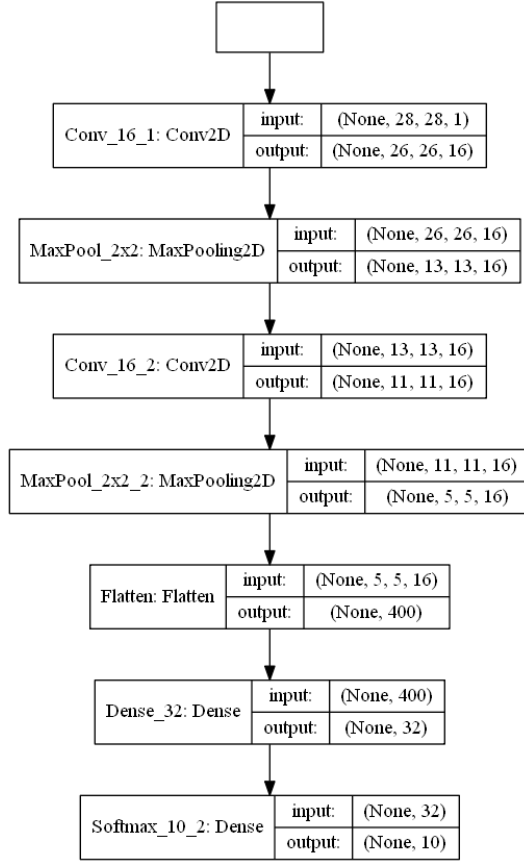 Conv_16_1: Conv2D
input: (None, 28, 28, 1)
output: (None, 26, 26, 16)
MaxPool_2x2: MaxPooling2D
input: (None, 26, 26, 16)
output: (None, 13, 13, 16)
Conv_16_2: Conv2D
input: (None, 13, 13, 16)
output: (None, 11, 11, 16)
MaxPool_2x2_2: MaxPooling2D
input: (None, 11, 11, 16)
output: (None, 5, 5, 16)
Flatten: Flatten
input: (None, 5, 5, 16)
output: (None, 400)
Dense_32: Dense
input: (None, 400)
output: (None, 32)
Softmax_10_2: Dense
input: (None, 32)
output: (None, 10)